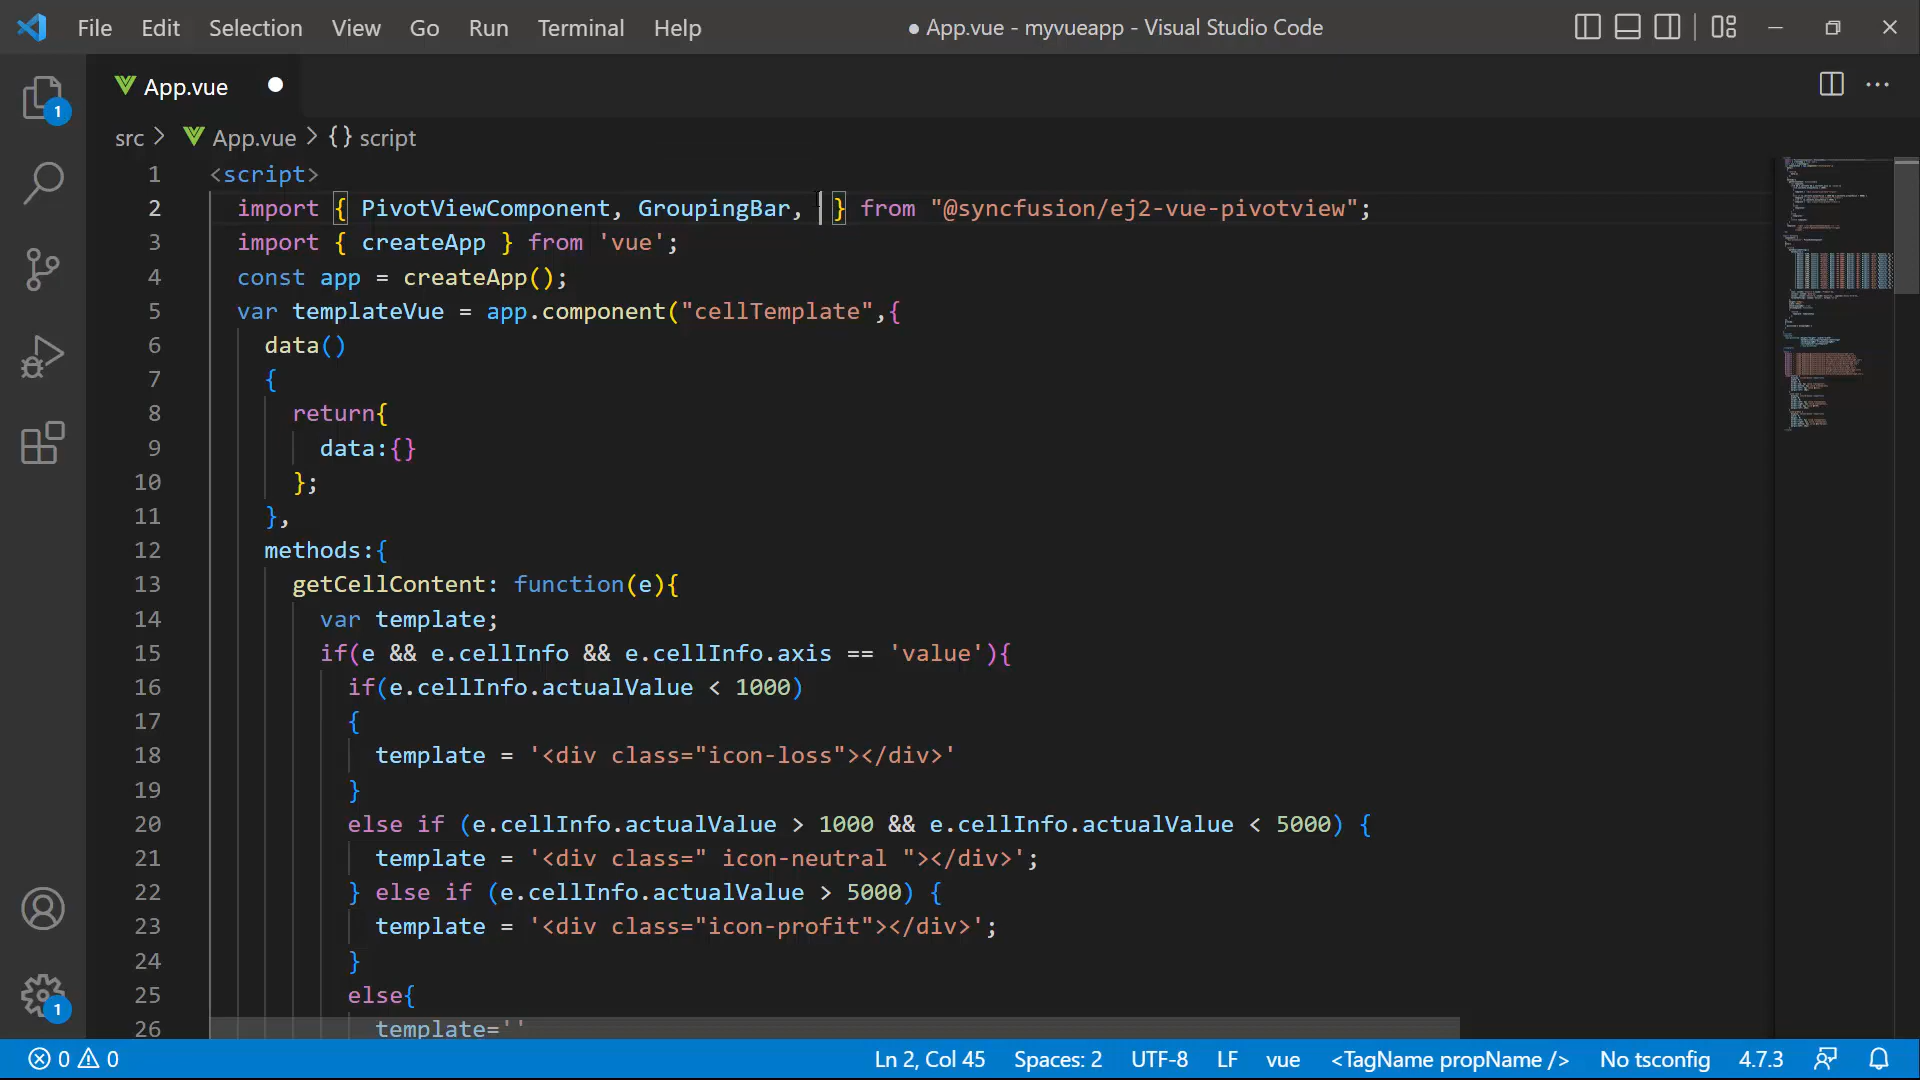 File Edit Selection View Go Run Terminal Help ● App.vue - myvueapp - Visual Studio Code
App.vue
1
src > App.vue > {} script
1 <script>
2 import { PivotViewComponent, GroupingBar, } from "@syncfusion/ej2-vue-pivotview";
3 import { createApp } from 'vue';
4 const app = createApp();
5 var templateVue = app.component("cellTemplate",{
6 data()
7 {
8 return{
9 data:{}
10 };
11 },
12 methods:{
13 getCellContent: function(e){
14 var template;
15 if(e && e.cellInfo && e.cellInfo.axis == 'value'){
16 if(e.cellInfo.actualValue < 1000)
17 {
18 template = '<div class="icon-loss"></div>'
19 }
20 else if (e.cellInfo.actualValue > 1000 && e.cellInfo.actualValue < 5000) {
21 template = '<div class=" icon-neutral "></div>';
22 } else if (e.cellInfo.actualValue > 5000) {
23 template = '<div class="icon-profit"></div>';
24 }
25 else{
26 template=''
1
0 0 Ln 2, Col 45 Spaces: 2 UTF-8 LF vue <TagName propName /> No tsconfig 4.7.3